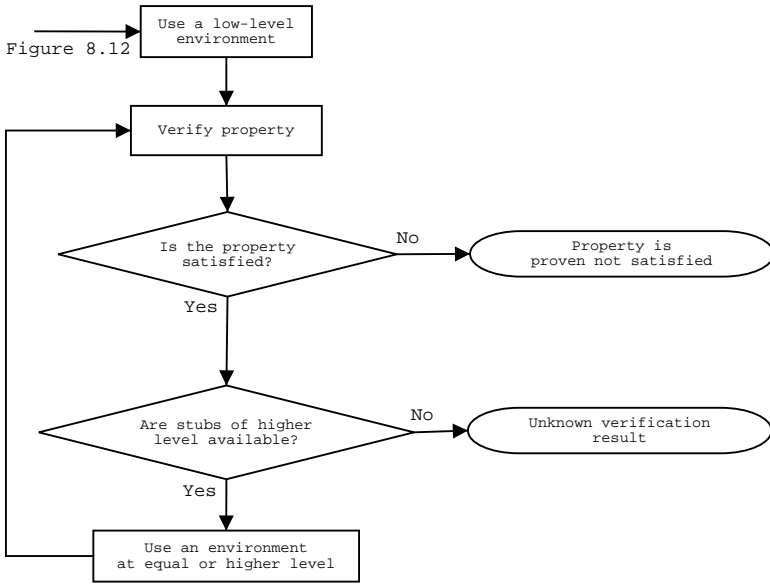 Use a low-level
environment
Figure 8.12
Verify property
Is the property
satisfied?
No
Property is
proven not satisfied
Yes
Are stubs of higher
level available?
No
Unknown verification
result
Yes
Use an environment
at equal or higher level